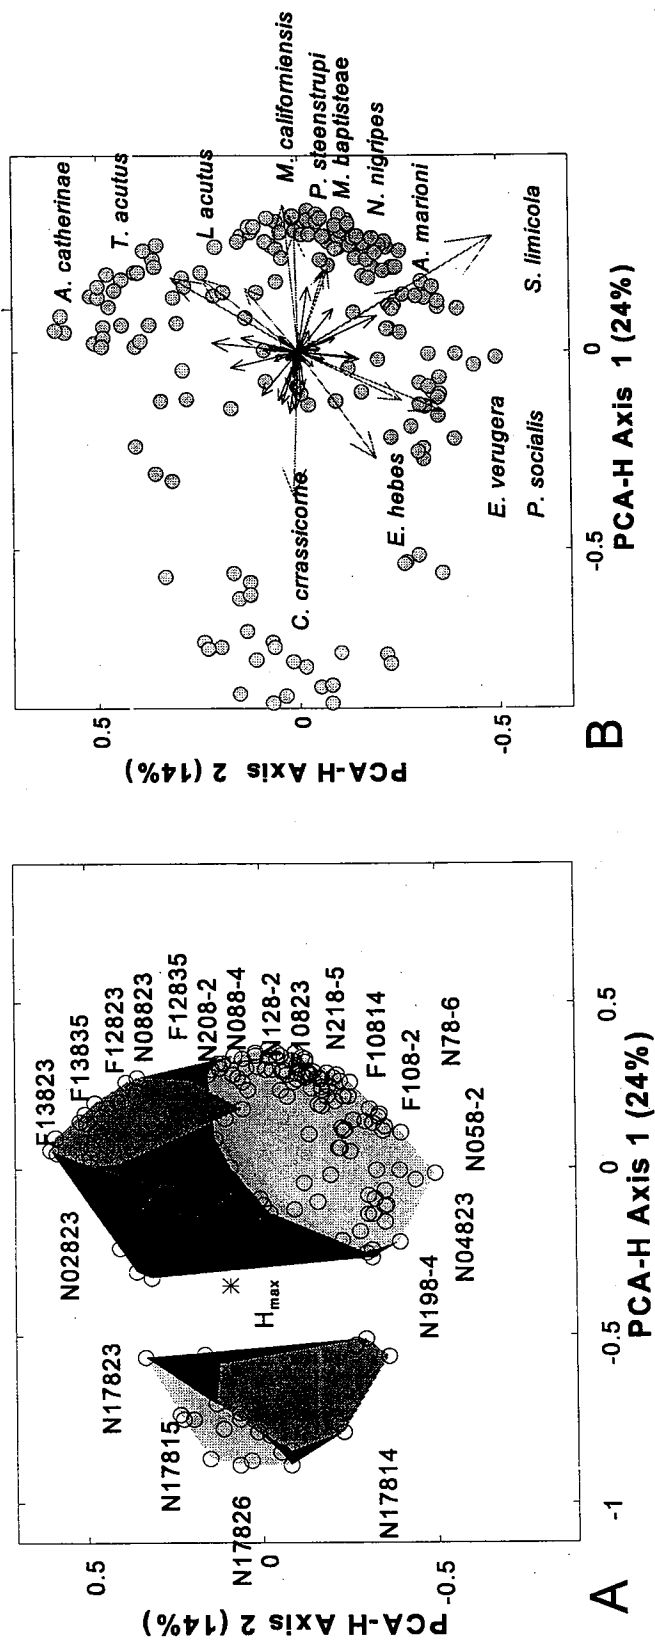 A
PCA-H Axis 2 (14%)
0.5
0
-0.5
-1
-0.5
0
0.5
PCA-H Axis 1 (24%)
N17823
N17815
N17826
N17814
N02823
H max
N198-4
N04823
N058-2
N78-6
F13823
F13835
F12823
N08823
F12835
N208-2
N088-4
N128-2
F10823
N218-5
F10814
F108-2
B
PCA-H Axis 2 (14%)
0.5
0
-0.5
-0.5
0
PCA-H Axis 1 (24%)
A. catherinae
T. acutus
L acutus
M. californiensis
P. steenstrupi
M. baptisteae
N. nigripes
A. marioni
S. limicola
C. crrassicorne
E. hebes
E. verugera
P. socialis